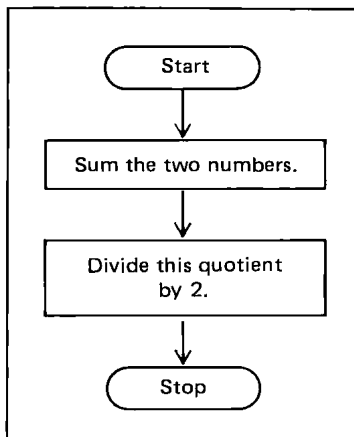 Start
Sum the two numbers.
Divide this quotient
by 2.
Stop